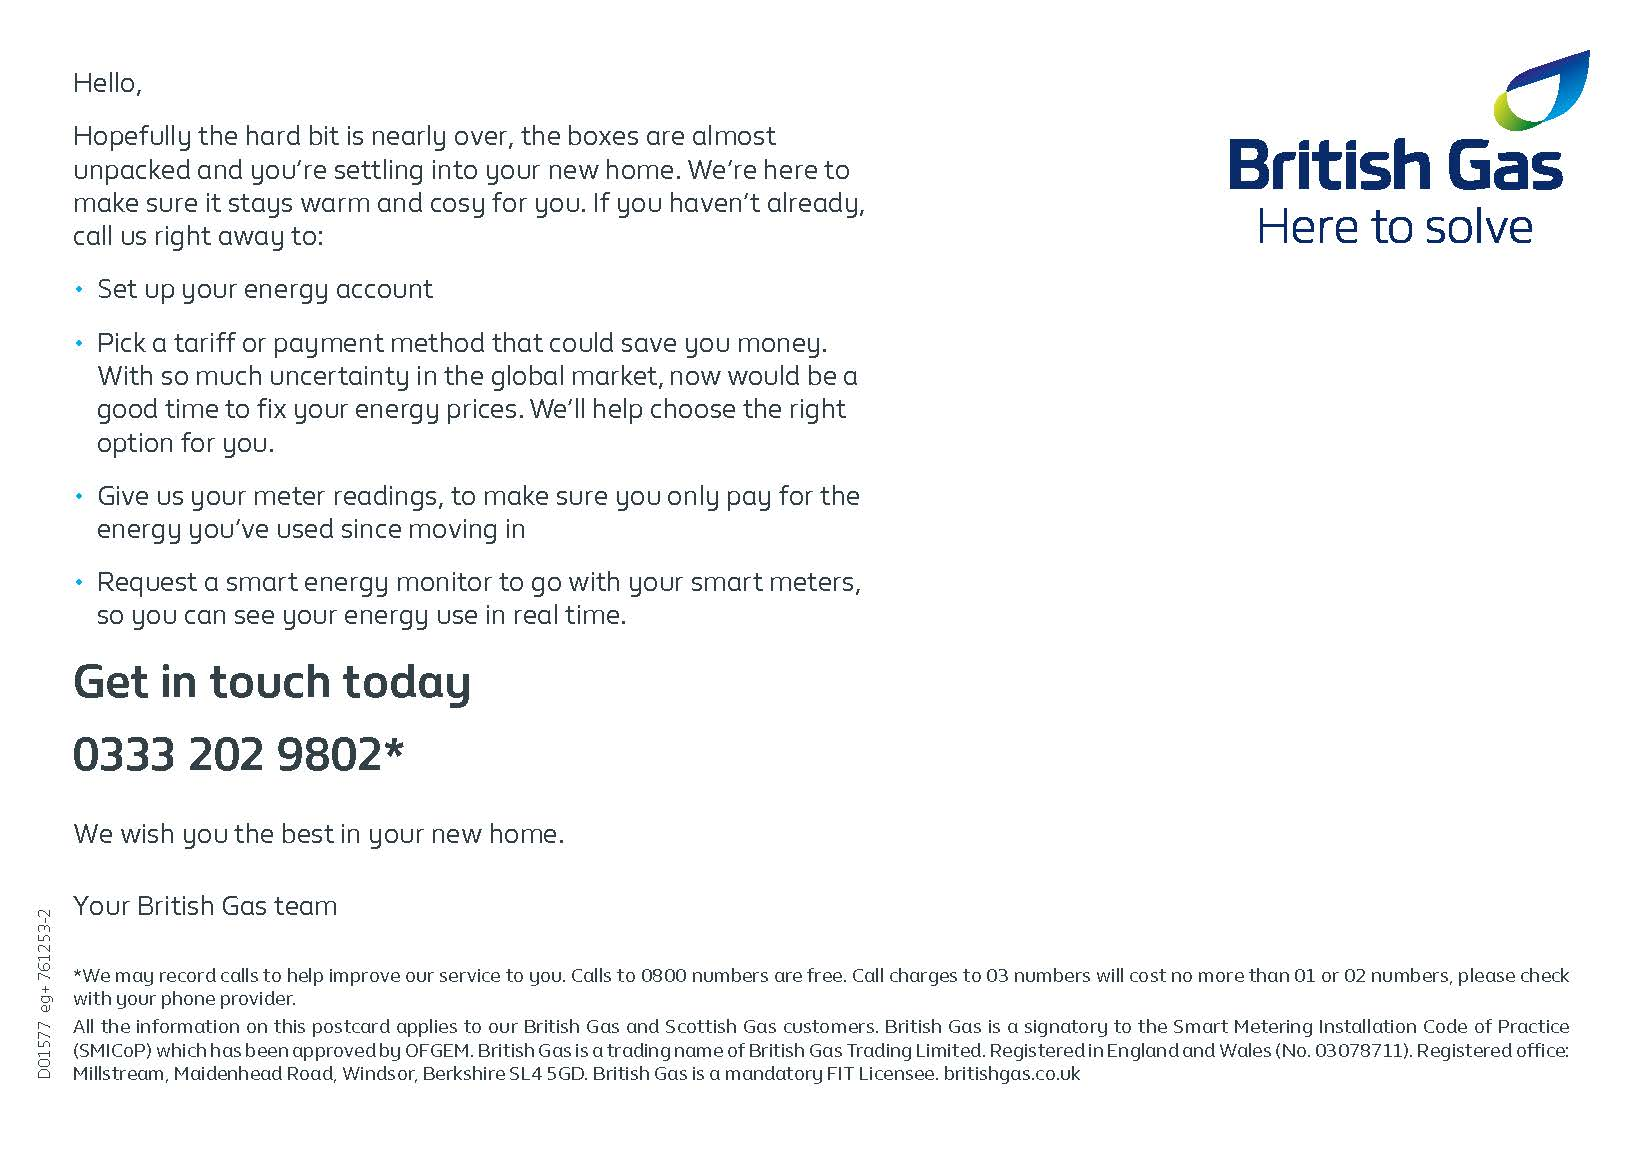 Hello,
Hopefully the hard bit is nearly over, the boxes are almost
unpacked and you’re settling into your new home. We’re here to
make sure it stays warm and cosy for you. If you haven’t already,
call us right away to:
• Set up your energy account
• Pick a tariff or payment method that could save you money.
With so much uncertainty in the global market, now would be a
good time to fix your energy prices. We’ll help choose the right
option for you.
• Give us your meter readings, to make sure you only pay for the
energy you’ve used since moving in
• Request a smart energy monitor to go with your smart meters,
so you can see your energy use in real time.
Get in touch today
0333 202 9802*
We wish you the best in your new home.
Your British Gas team
British Gas
Here to solve
*We may record calls to help improve our service to you. Calls to 0800 numbers are free. Call charges to 03 numbers will cost no more than 01 or 02 numbers, please check
with your phone provider.
All the information on this postcard applies to our British Gas and Scottish Gas customers. British Gas is a signatory to the Smart Metering Installation Code of Practice
(SMICoP) which has been approved by OFGEM. British Gas is a trading name of British Gas Trading Limited. Registered in England and Wales (No. 03078711). Registered office:
Millstream, Maidenhead Road, Windsor, Berkshire SL4 5GD. British Gas is a mandatory FIT Licensee. britishgas.co.uk
D01577 eg+ 761253-2